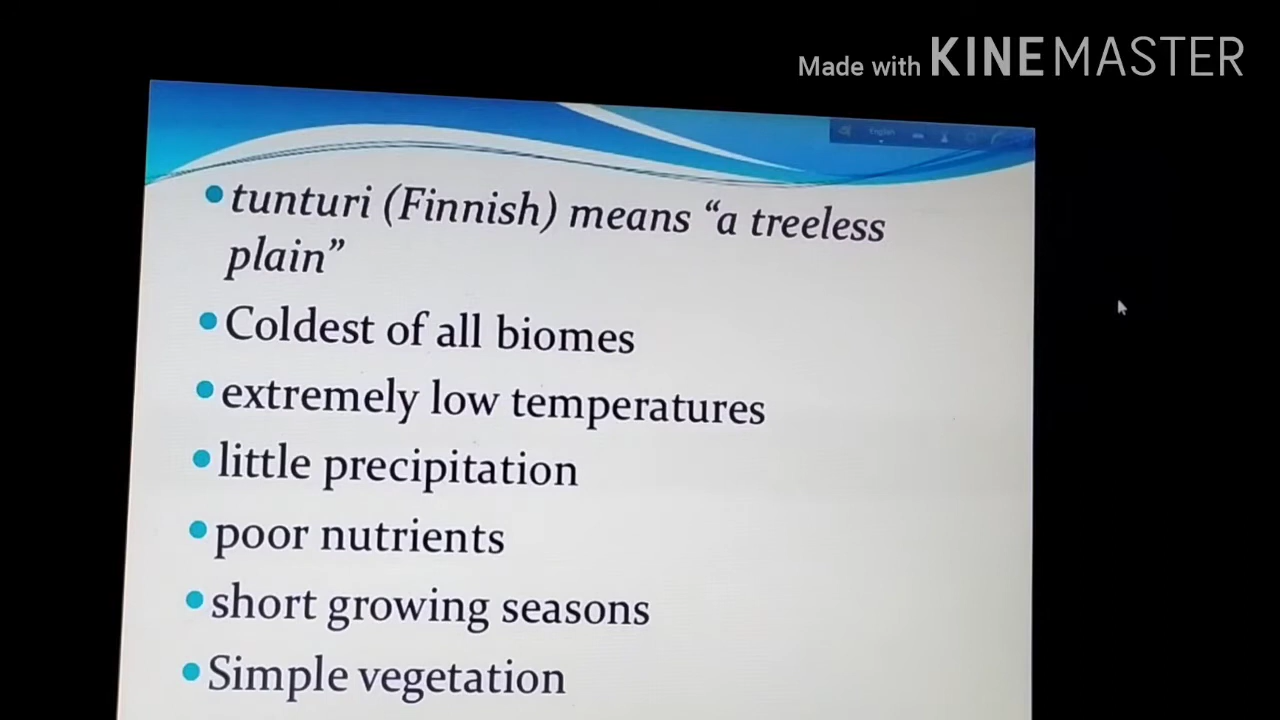 Made with KINEMASTER
English
• tunturi (Finnish) means “a treeless
plain”
• Coldest of all biomes
• extremely low temperatures
• little precipitation
• poor nutrients
• short growing seasons
• Simple vegetation